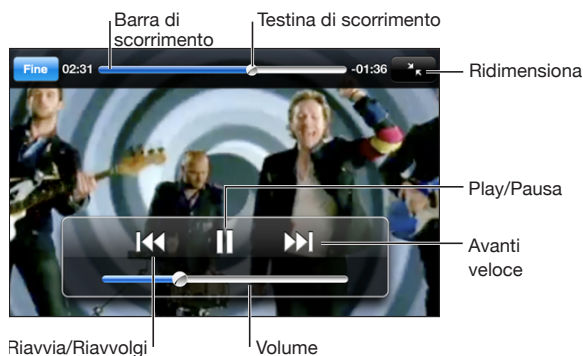 Barra di
scorrimento
Testina di scorrimento
Fine 02:31 -01:36
Ridimensiona
Play/Pausa
Avanti
veloce
Riavvia/Riavvolgi
Volume